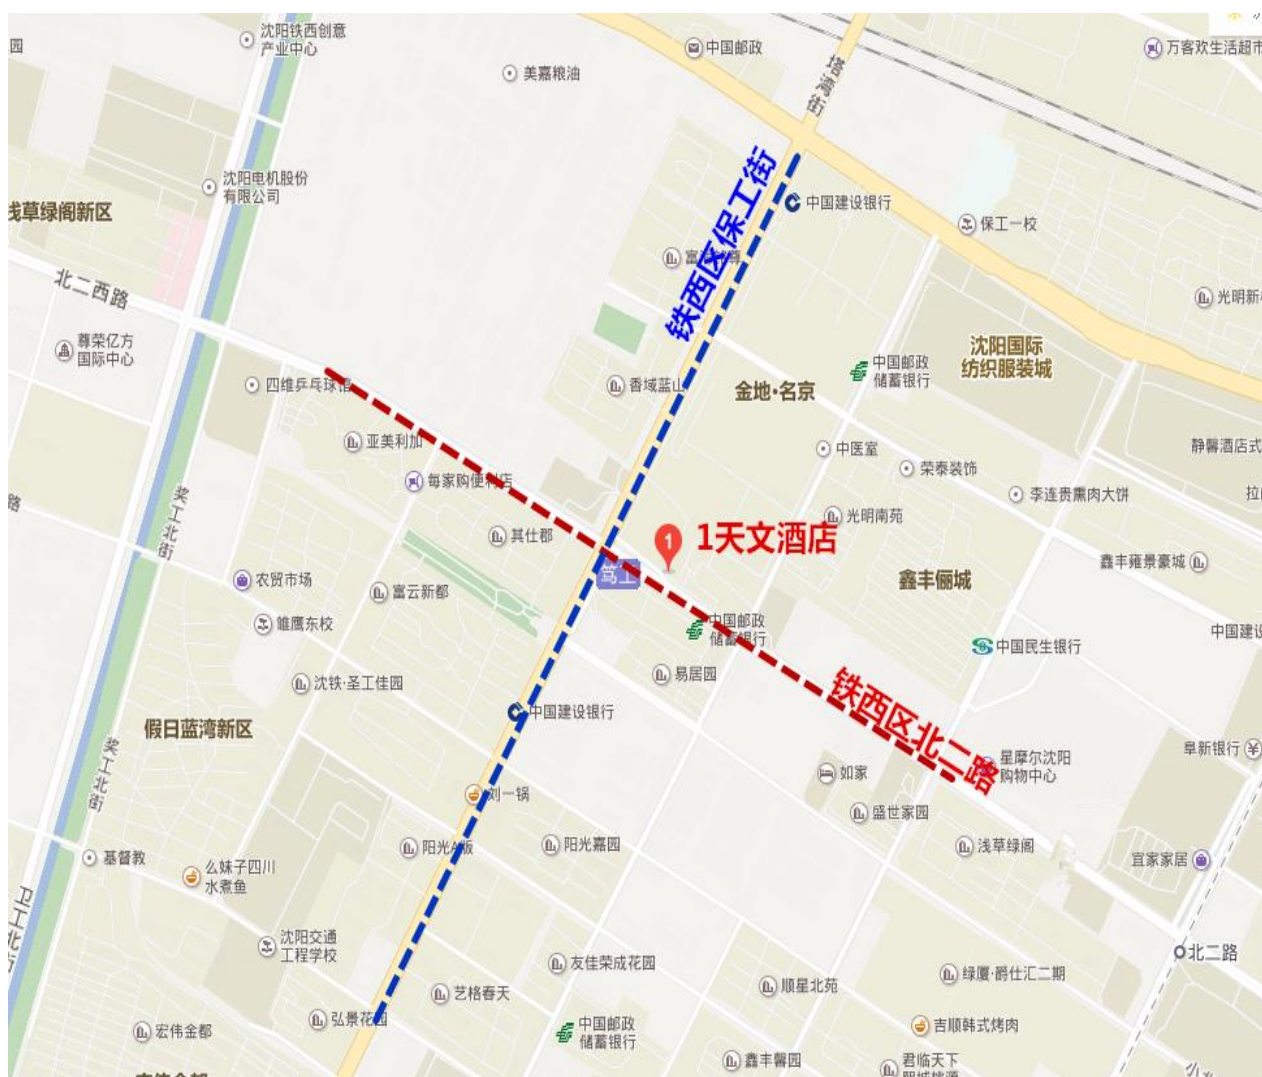 园
沈阳铁西创意
产业中心
中国邮政
万客欢生活超市
美嘉粮油
塔湾街
沈阳电机股份
有限公司
浅草绿阁新区
铁西区保工街
中国建设银行
保工一校
北二西路
光明新
尊荣亿方
国际中心
沈阳国际
纺织服装城
中国邮政
储蓄银行
四维乒乓球馆
香域蓝山
金地·名京
亚美利加
中医室
静馨酒店式
荣泰装饰
每家购便利店
李连贵熏肉大饼
路
奖工北街
光明南苑
其仕郡
1
1天文酒店
鑫丰雍景豪城
笃工
农贸市场
富云新都
鑫丰俪城
雏鹰东校
中国邮政
储蓄银行
中国建设
中国民生银行
易居园
沈铁·圣工佳园
铁西区北二路
中国建设银行
假日蓝湾新区
奖工北街
阜新银行
星摩尔沈阳
购物中心
如家
刘一锅
盛世家园
阳光A版
阳光嘉园
浅草绿阁
基督教
宜家家居
么妹子四川
水煮鱼
卫工北街
沈阳交通
工程学校
北二路
友佳荣成花园
绿厦·爵仕汇二期
顺星北苑
艺格春天
弘景花园
宏伟金都
中国邮政
储蓄银行
吉顺韩式烤肉
鑫丰馨园
君临天下